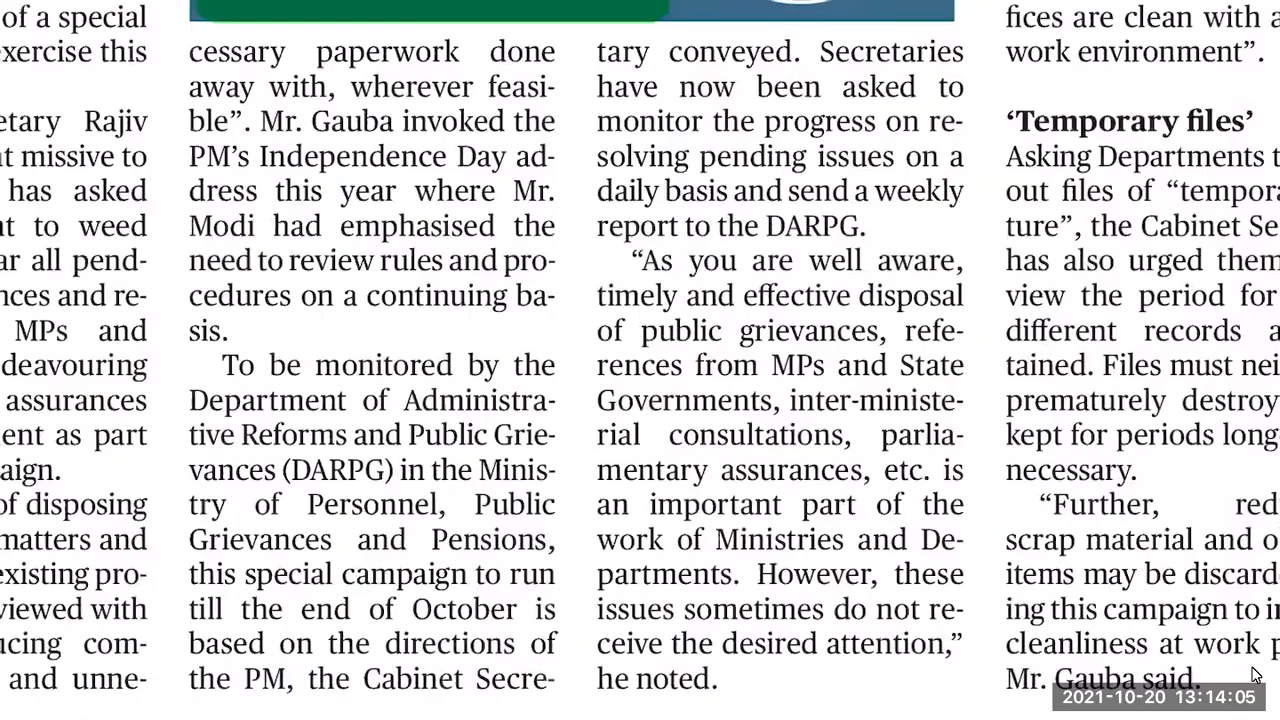 of a special
exercise this
etary Rajiv
missive to
has asked
to weed
all pend-
nces and re-
MPs and
deavouring
assurances
ent as part
aign.
of disposing
matters and
existing pro-
viewed with
ucing com-
and unne-
cessary paperwork done
away with, wherever feasi-
ble”. Mr. Gauba invoked the
PM’s Independence Day ad-
dress this year where Mr.
Modi had emphasised the
need to review rules and pro-
cedures on a continuing ba-
sis.
To be monitored by the
Department of Administra-
tive Reforms and Public Grie-
vances (DARPG) in the Minis-
try of Personnel, Public
Grievances and Pensions,
this special campaign to run
till the end of October is
based on the directions of
the PM, the Cabinet Secre-
tary conveyed. Secretaries
have now been asked to
monitor the progress on re-
solving pending issues on a
daily basis and send a weekly
report to the DARPG.
“As you are well aware,
timely and effective disposal
of public grievances, refe-
rences from MPs and State
Governments, inter-ministe-
rial consultations, parlia-
mentary assurances, etc. is
an important part of the
work of Ministries and De-
partments. However, these
issues sometimes do not re-
ceive the desired attention,”
he noted.
fices are clean with a
work environment”.
‘Temporary files’
Asking Departments t
out files of “tempora
ture”, the Cabinet Se
has also urged them
view the period for
different records a
tained. Files must nei
prematurely destroy
kept for periods long
necessary.
“Further, red
scrap material and o
items may be discard
ing this campaign to i
cleanliness at work p
Mr. Gauba said.
2021-10-20 13:14:05